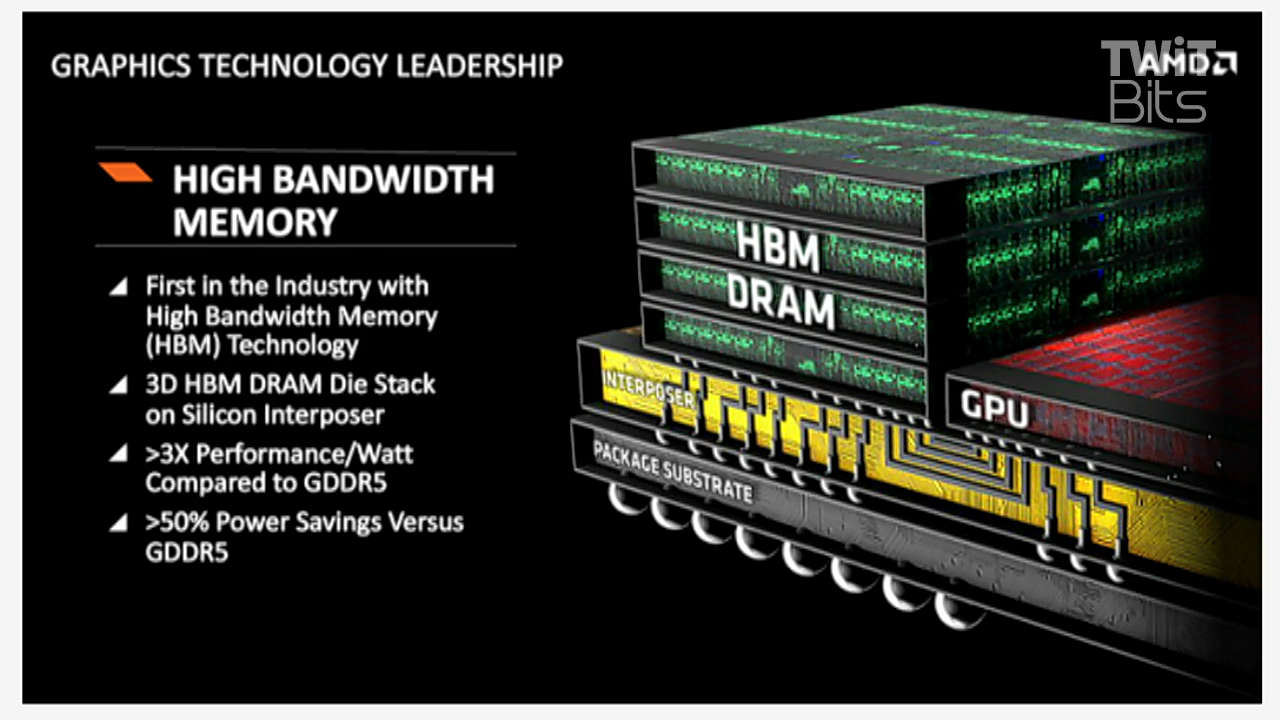 GRAPHICS TECHNOLOGY LEADERSHIP
TWiT
AMD
Bits
HIGH BANDWIDTH
MEMORY
First in the Industry with
High Bandwidth Memory
(HBM) Technology
3D HBM DRAM Die Stack
on Silicon Interposer
>3X Performance/Watt
Compared to GDDR5
>50% Power Savings Versus
GDDR5
HBM
DRAM
INTERPOSER
GPU
PACKAGE SUBSTRATE